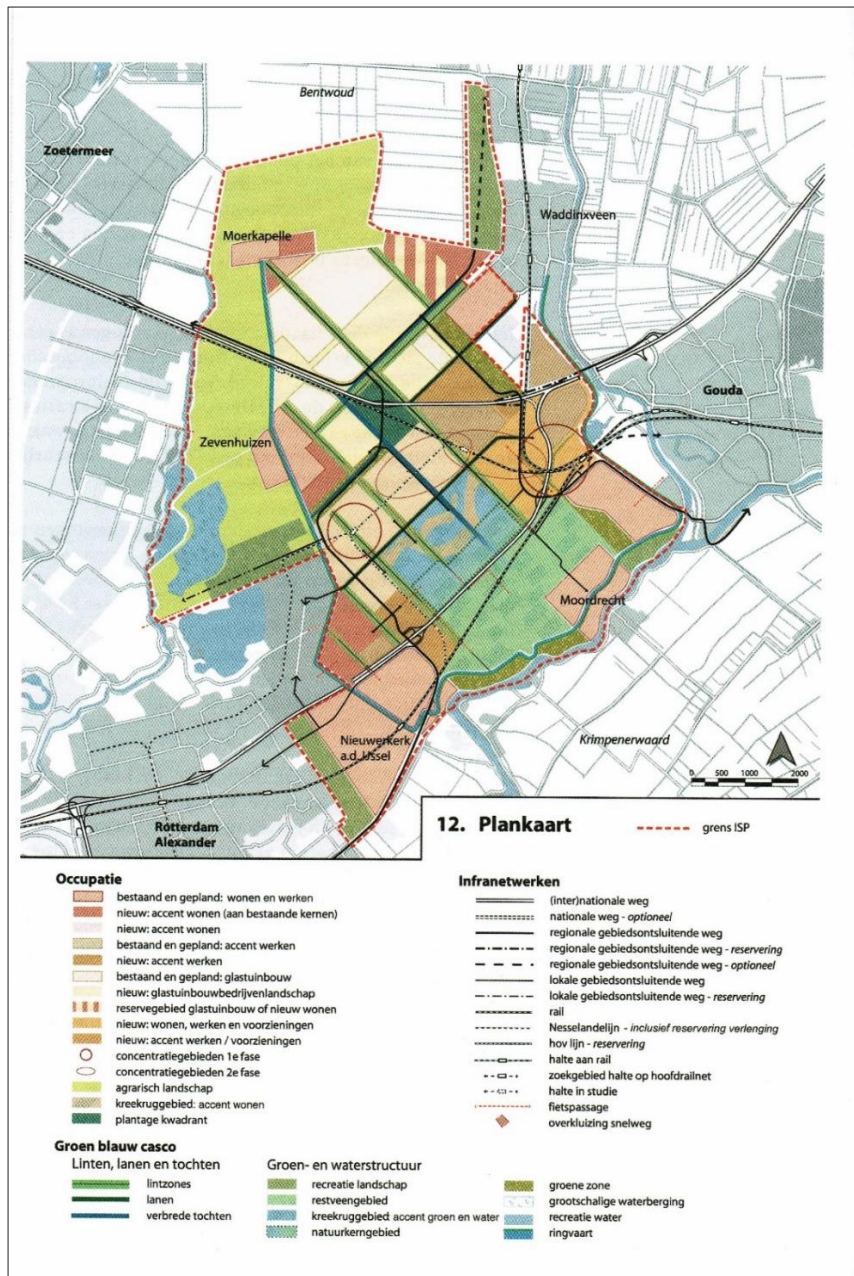 Bentwoud
Zoetermeer
Waddinxveen
Moerkapelle
Gouda
Zevenhuizen
Moordrecht
Nieuwerkerk
a.d. IJssel
Krimpenerwaard
0 500 1000 2000
Rotterdam
Alexander
12. Plankaart
grens ISP
Occupatie
bestaand en gepland: wonen en werken
nieuw: accent wonen (aan bestaande kernen)
nieuw: accent wonen
bestaand en gepland: accent werken
nieuw: accent werken
bestaand en gepland: glastuinbouw
nieuw: glastuinbouwbedrijvenlandschap
reservegebied glastuinbouw of nieuw wonen
nieuw: wonen, werken en voorzieningen
nieuw: accent werken / voorzieningen
concentratiegebieden 1e fase
concentratiegebieden 2e fase
agrarisch landschap
kreekruggebied: accent wonen
plantage kwadrant
Infranetwerken
(inter)nationale weg
nationale weg - optioneel
regionale gebiedsontsluitende weg
regionale gebiedsontsluitende weg - reservering
regionale gebiedsontsluitende weg - optioneel
lokale gebiedsontsluitende weg
lokale gebiedsontsluitende weg - reservering
rail
Nesselandelijn - inclusief reservering verlenging
hov lijn - reservering
halte aan rail
zoekgebied halte op hoofdrailnet
halte in studie
fietspassage
overkluizing snelweg
Groen blauw casco
Linten, lanen en tochten
lintzones
lanen
verbrede tochten
Groen- en waterstructuur
recreatie landschap
restveengebied
kreekruggebied: accent groen en water
natuurkerngebied
groene zone
grootschalige waterberging
recreatie water
ringvaart